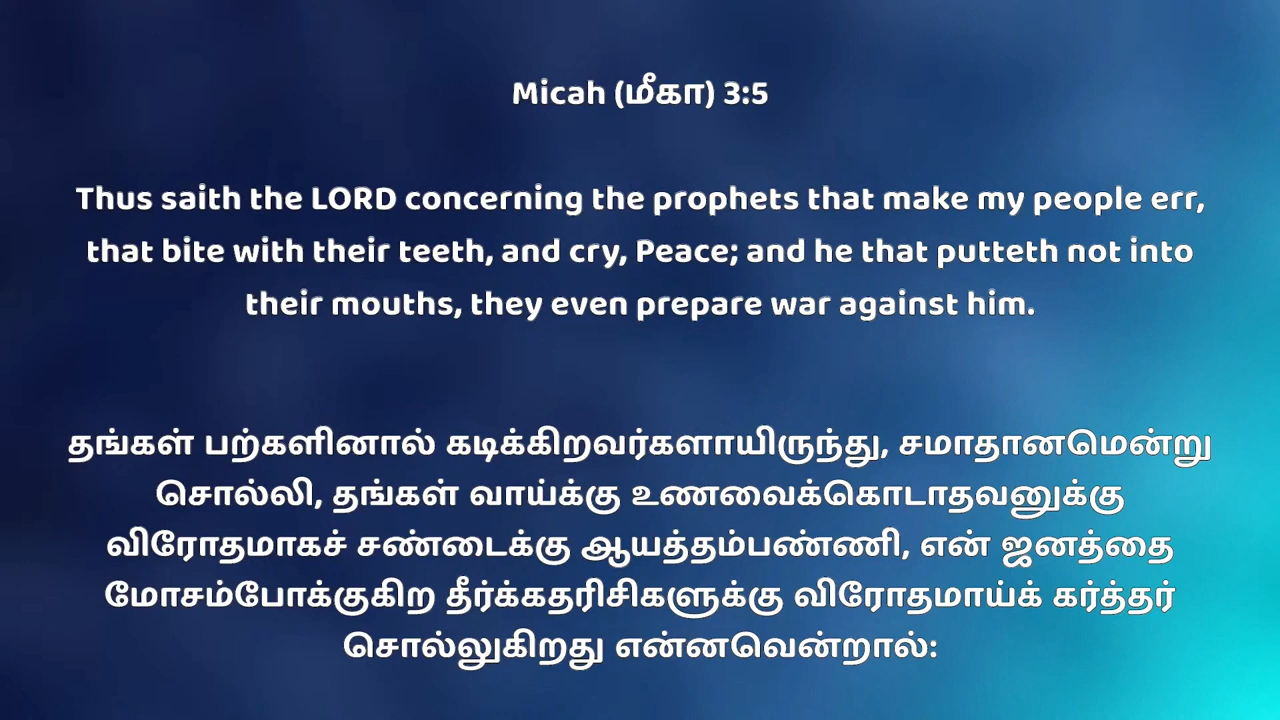 Micah (மீகா) 3:5
Thus saith the LORD concerning the prophets that make my people err,
that bite with their teeth, and cry, Peace; and he that putteth not into
their mouths, they even prepare war against him.
தங்கள் பற்களினால் கடிக்கிறவர்களாயிருந்து, சமாதானமென்று
சொல்லி, தங்கள் வாய்க்கு உணவைக்கொடாதவனுக்கு
விரோதமாகச் சண்டைக்கு ஆயத்தம்பண்ணி, என் ஜனத்தை
மோசம்போக்குகிற தீர்க்கதரிசிகளுக்கு விரோதமாய்க் கர்த்தர்
சொல்லுகிறது என்னவென்றால்: